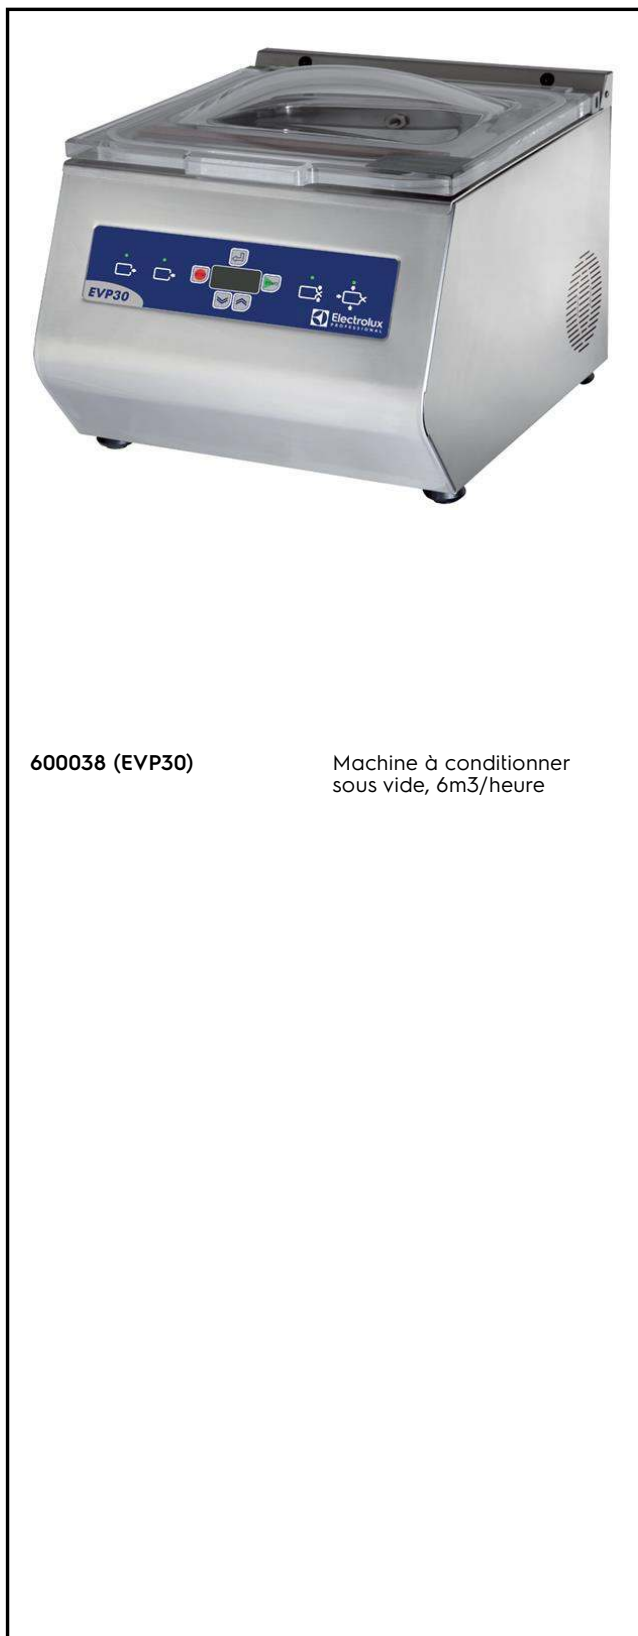 EVP30
Electrolux
PROFESSIONAL
600038 (EVP30)
Machine à conditionner
sous vide, 6m3/heure